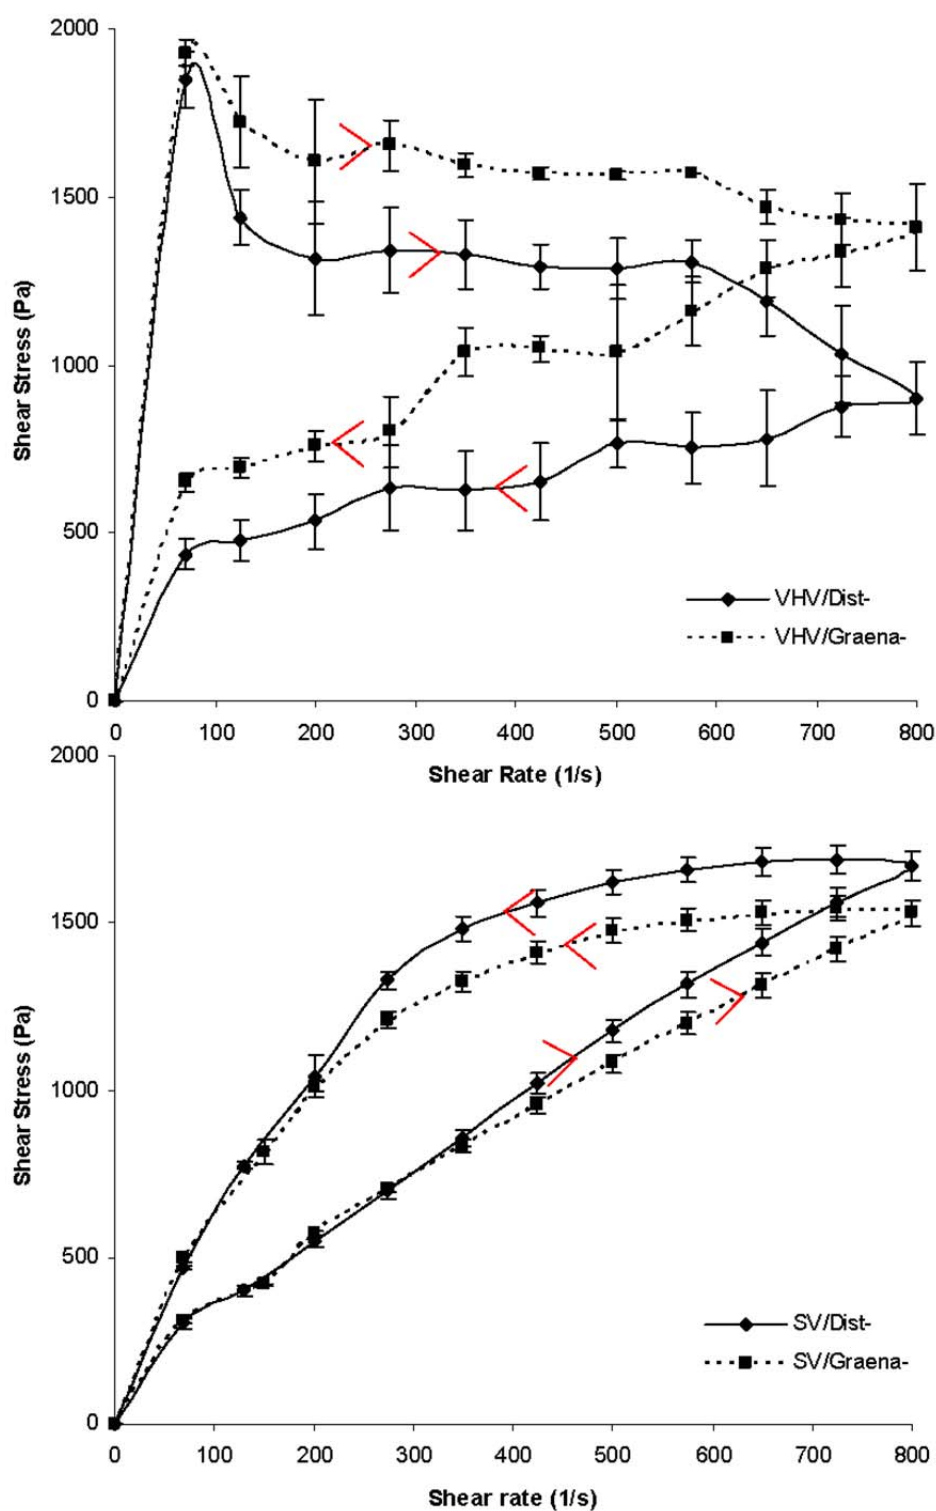 2000
1500
1000
500
0
Shear Stress (Pa)
VHV/Dist-
VHV/Graena-
0 100 200 300 400 500 600 700 800
Shear Rate (1/s)
2000
1500
1000
500
0
Shear Stress (Pa)
SV/Dist-
SV/Graena-
0 100 200 300 400 500 600 700 800
Shear rate (1/s)